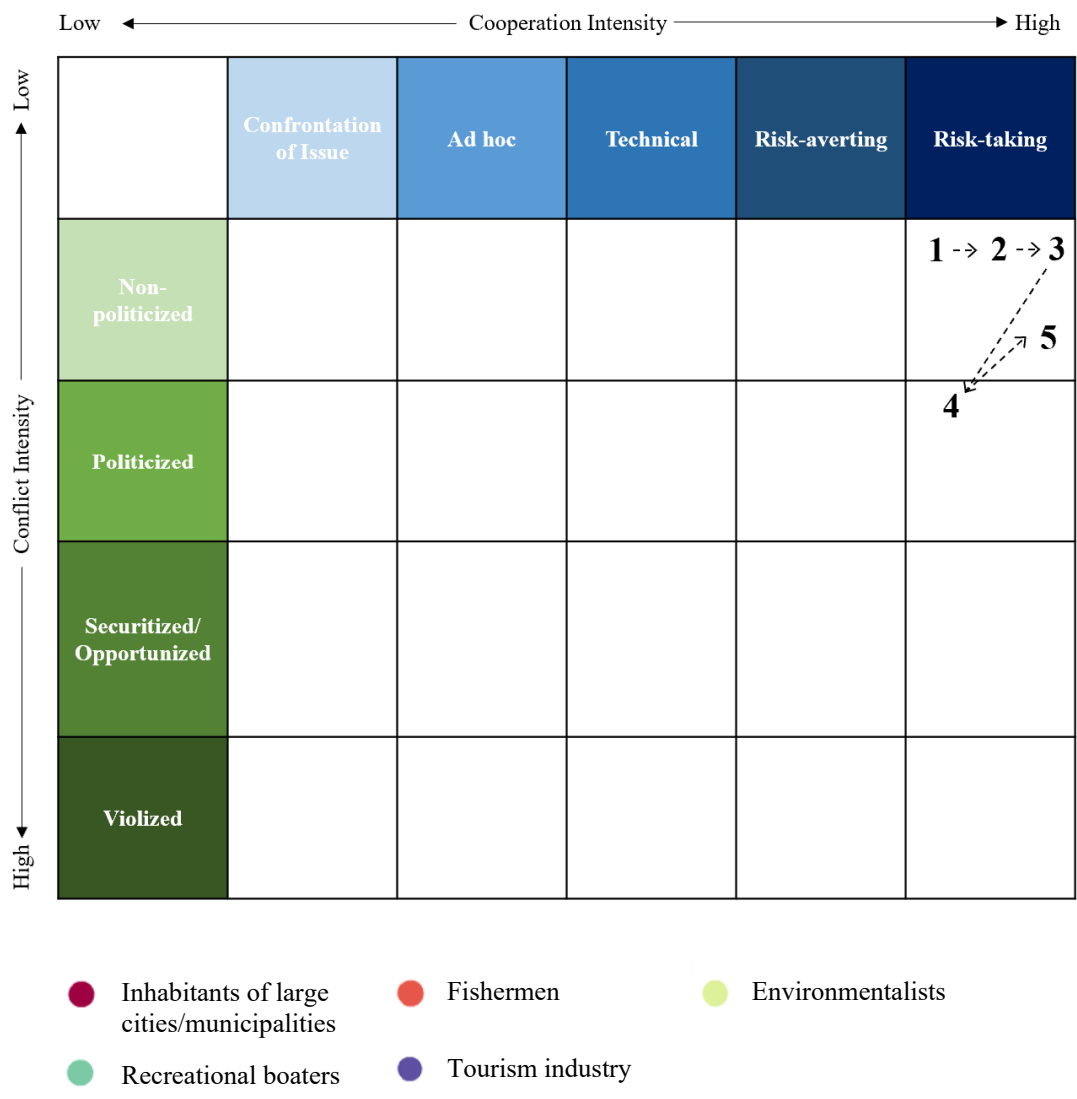 Low
Cooperation Intensity
High
Low
Conflict Intensity
High
Confrontation
of Issue
Ad hoc
Technical
Risk-averting
Risk-taking
Non-
politicized
1
2
3
5
Politicized
4
Securitized/
Opportunized
Violized
Inhabitants of large
cities/municipalities
Fishermen
Environmentalists
Recreational boaters
Tourism industry